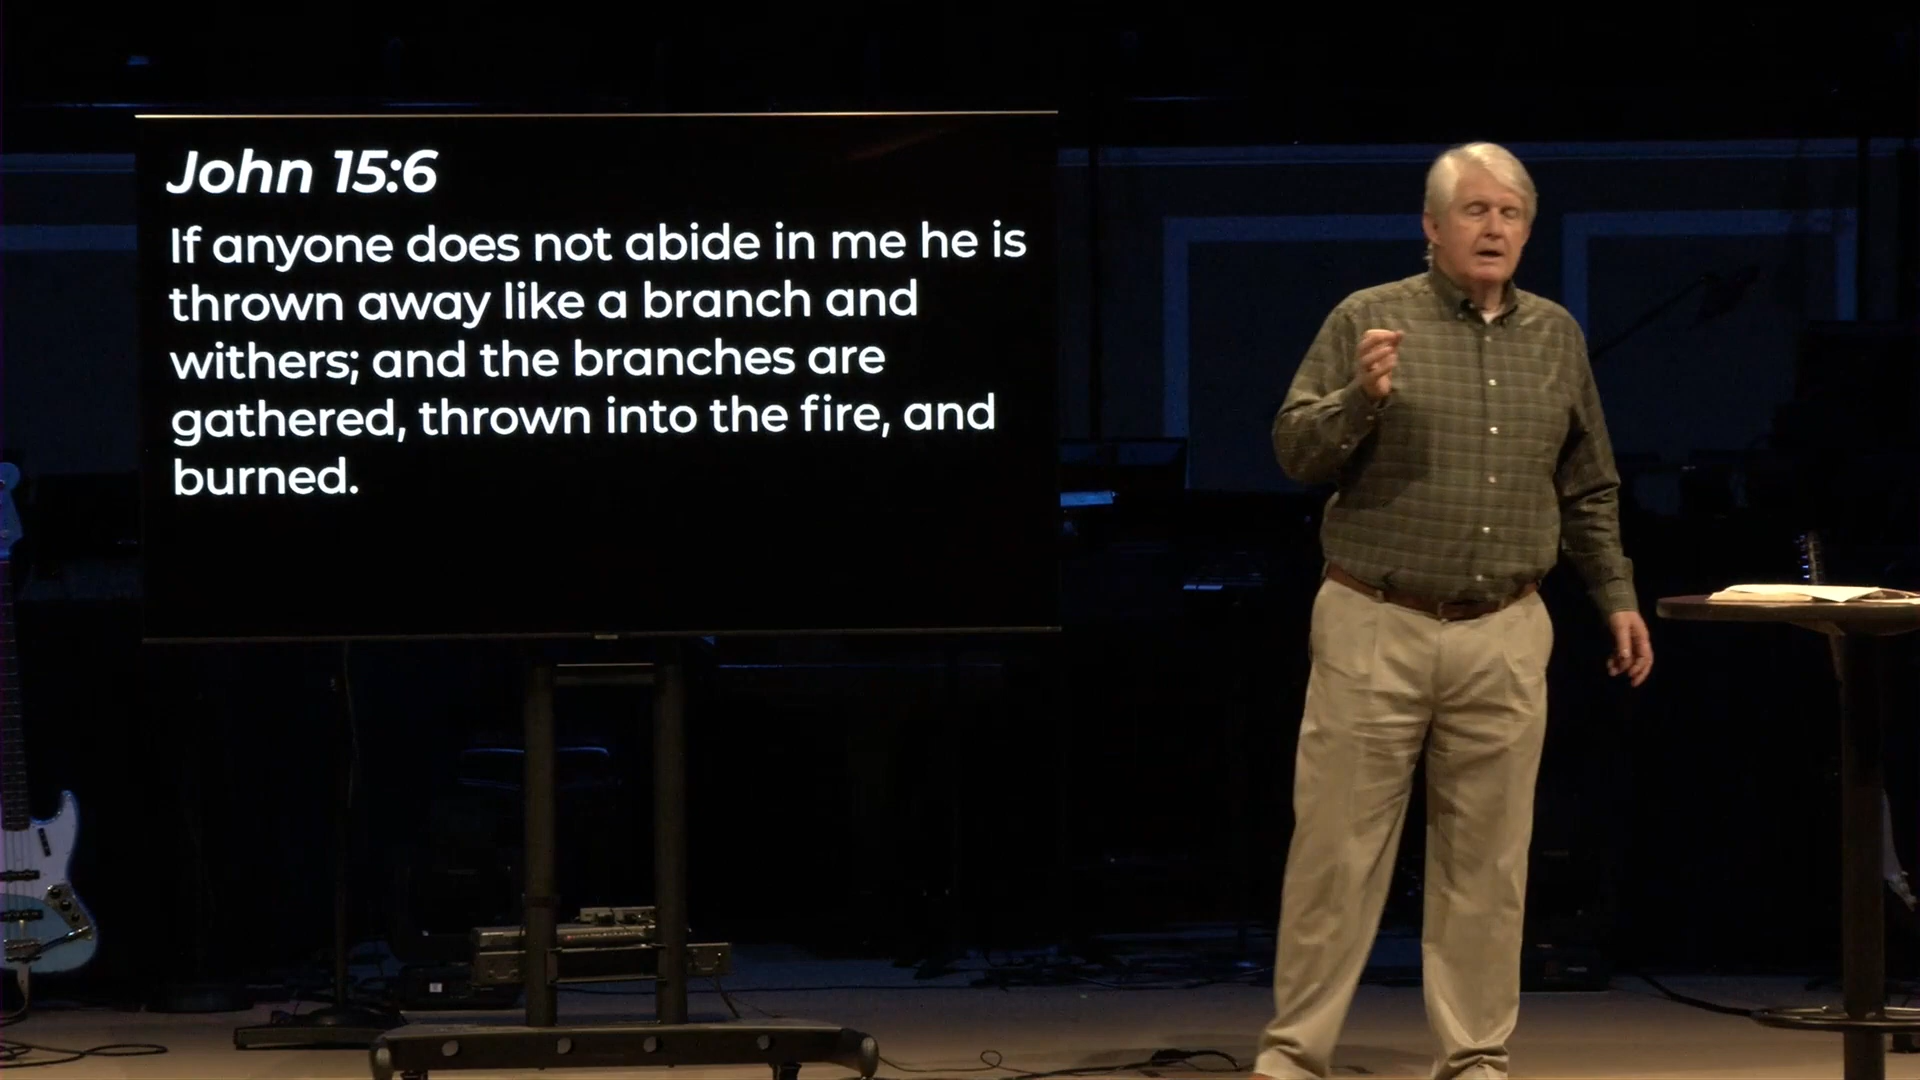 John 15:6
If anyone does not abide in me he is
thrown away like a branch and
withers; and the branches are
gathered, thrown into the fire, and
burned.